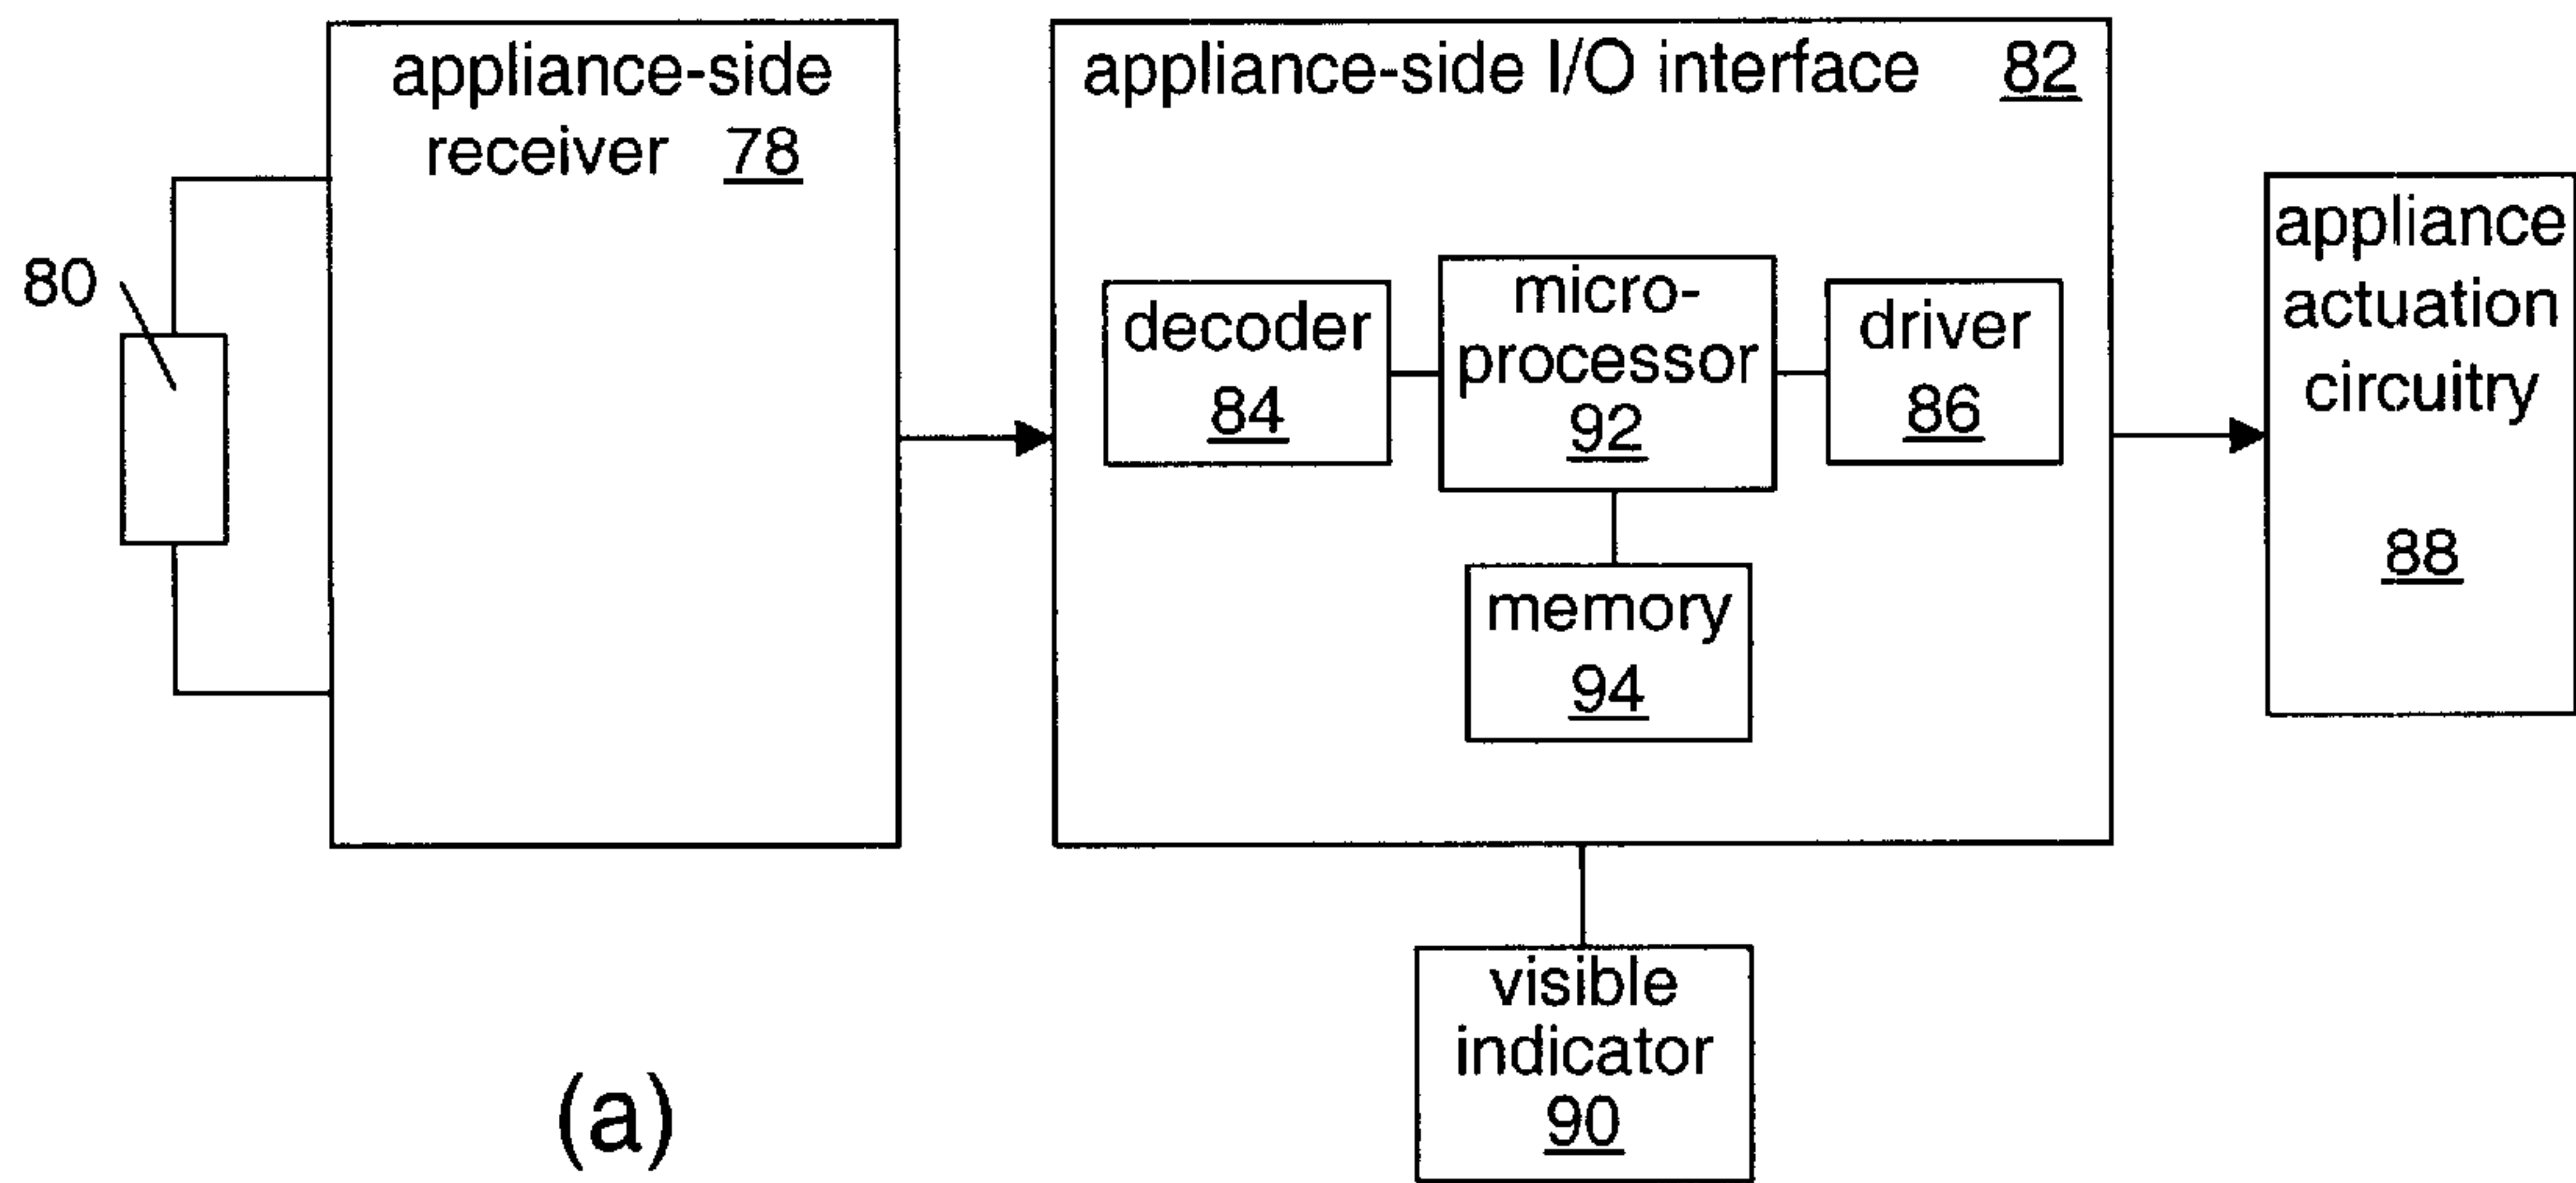 appliance-side
receiver 78
80
appliance-side I/O interface 82
decoder
84
micro-
processor
92
driver
86
memory
94
appliance
actuation
circuitry
88
visible
indicator
90
(a)